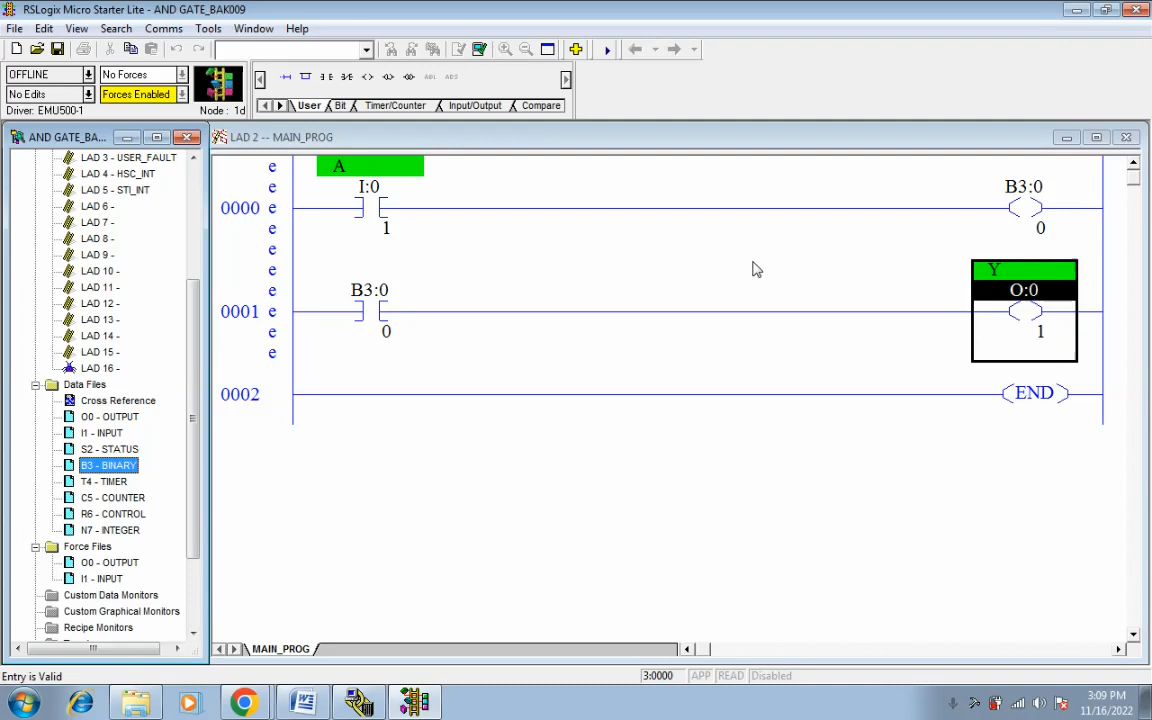 RSLogix Micro Starter Lite - AND GATE_BAK009
File Edit View Search Comms Tools Window Help
OFFLINE No Forces
No Edits Forces Enabled
Driver: EMU500-1 Node : 1d
User Bit Timer/Counter Input/Output Compare
AND GATE_BA...
LAD 2 -- MAIN_PROG
LAD 3 - USER_FAULT
LAD 4 - HSC_INT
LAD 5 - STI_INT
LAD 6 -
LAD 7 -
LAD 8 -
LAD 9 -
LAD 10 -
LAD 11 -
LAD 12 -
LAD 13 -
LAD 14 -
LAD 15 -
LAD 16 -
Data Files
Cross Reference
O0 - OUTPUT
I1 - INPUT
S2 - STATUS
B3 - BINARY
T4 - TIMER
C5 - COUNTER
R6 - CONTROL
N7 - INTEGER
Force Files
O0 - OUTPUT
I1 - INPUT
Custom Data Monitors
Custom Graphical Monitors
Recipe Monitors
e A
e I:0 B3:0
0000 e
e 1 0
e
e Y
e B3:0 O:0
0001 e
e 0 1
e
0002 END
MAIN_PROG
Entry is Valid
3:0000 APP READ Disabled
3:09 PM
11/16/2022